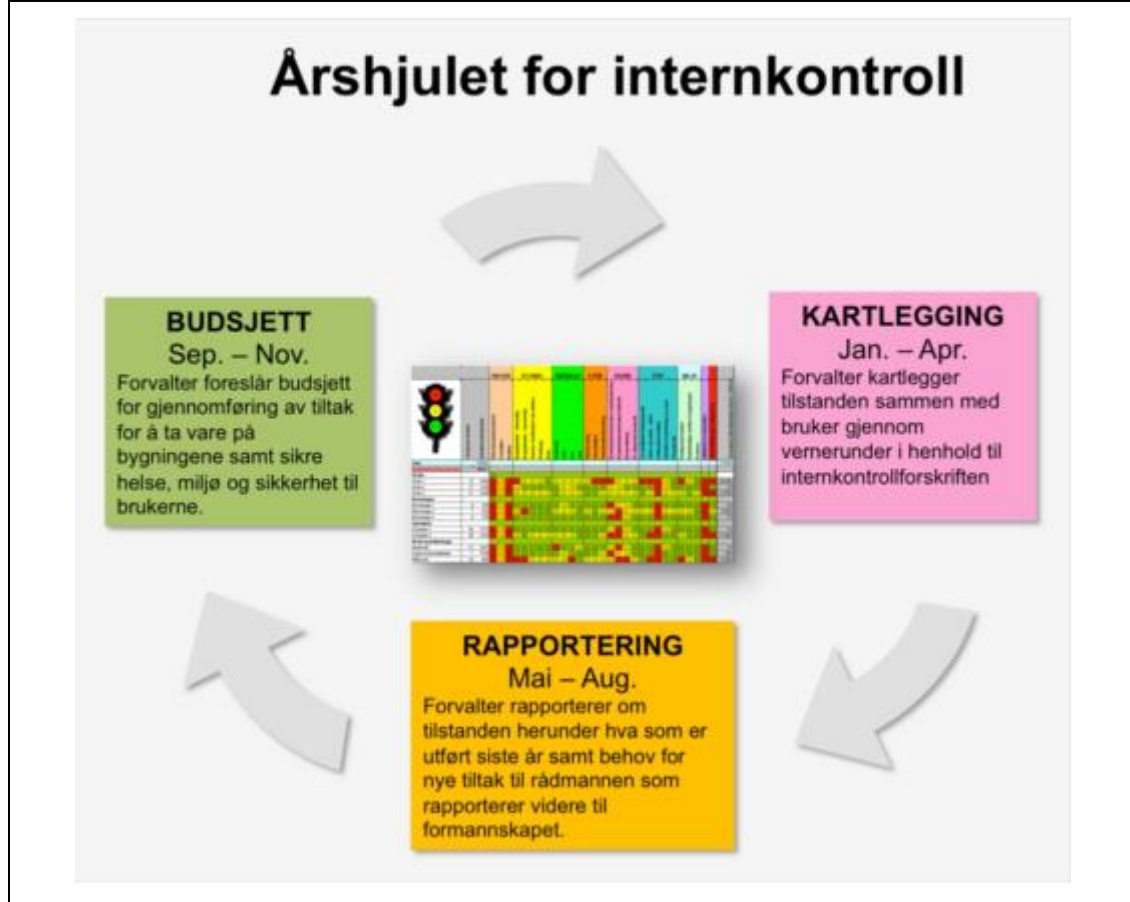 Årshjulet for internkontroll
BUDSJETT
Sep. – Nov.
Forvalter foreslår budsjett
for gjennomføring av tiltak
for å ta vare på
bygningene samt sikre
helse, miljø og sikkerhet til
brukerne.
KARTLEGGING
Jan. – Apr.
Forvalter kartlegger
tilstanden sammen med
bruker gjennom
vernerunder i henhold til
internkontrollforskriften
RAPPORTERING
Mai – Aug.
Forvalter rapporterer om
tilstanden herunder hva som er
utført siste år samt behov for
nye tiltak til rådmannen som
rapporterer videre til
formannskapet.